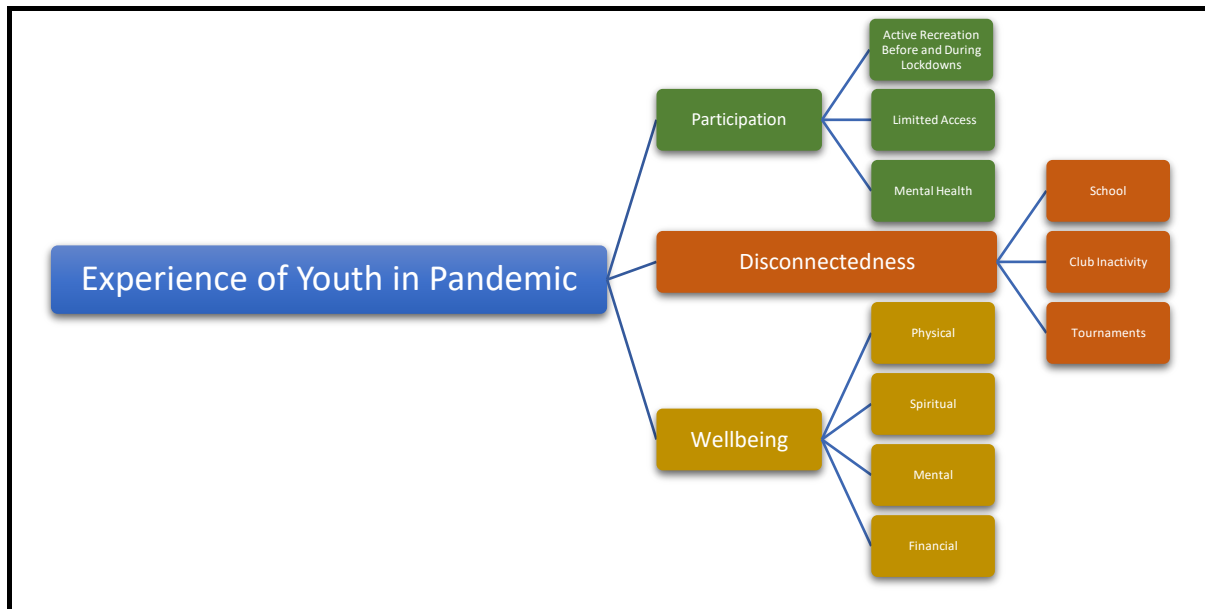 Experience of Youth in Pandemic
Participation
Active Recreation
Before and During
Lockdowns
Limitted Access
Mental Health
Disconnectedness
School
Club Inactivity
Tournaments
Wellbeing
Physical
Spiritual
Mental
Financial